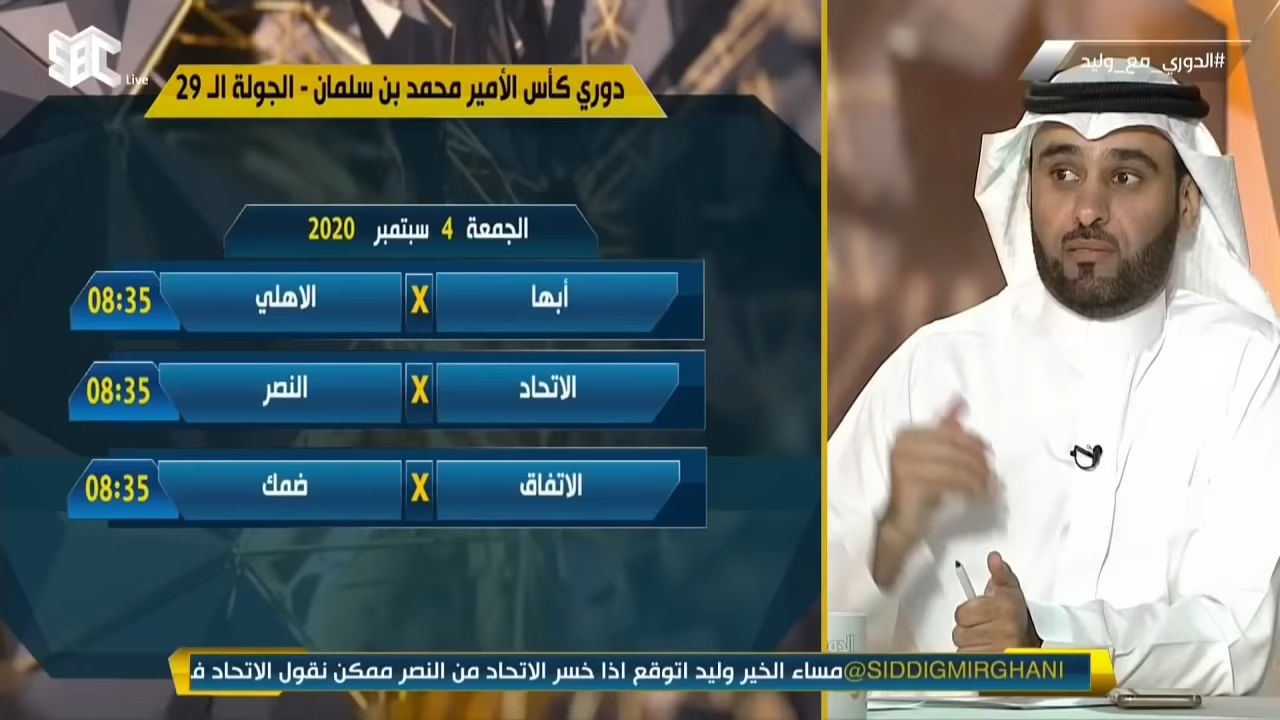 SBC Live
#الدوري_مع_وليد
دوري كأس الأمير محمد بن سلمان - الجولة الـ 29
الجمعة 4 سبتمبر 2020
أبها X الاهلي 08:35
الاتحاد X النصر 08:35
الاتفاق X ضمك 08:35
@SIDDIGMIRGHANI مساء الخير وليد اتوقع اذا خسر الاتحاد من النصر ممكن نقول الاتحاد ف